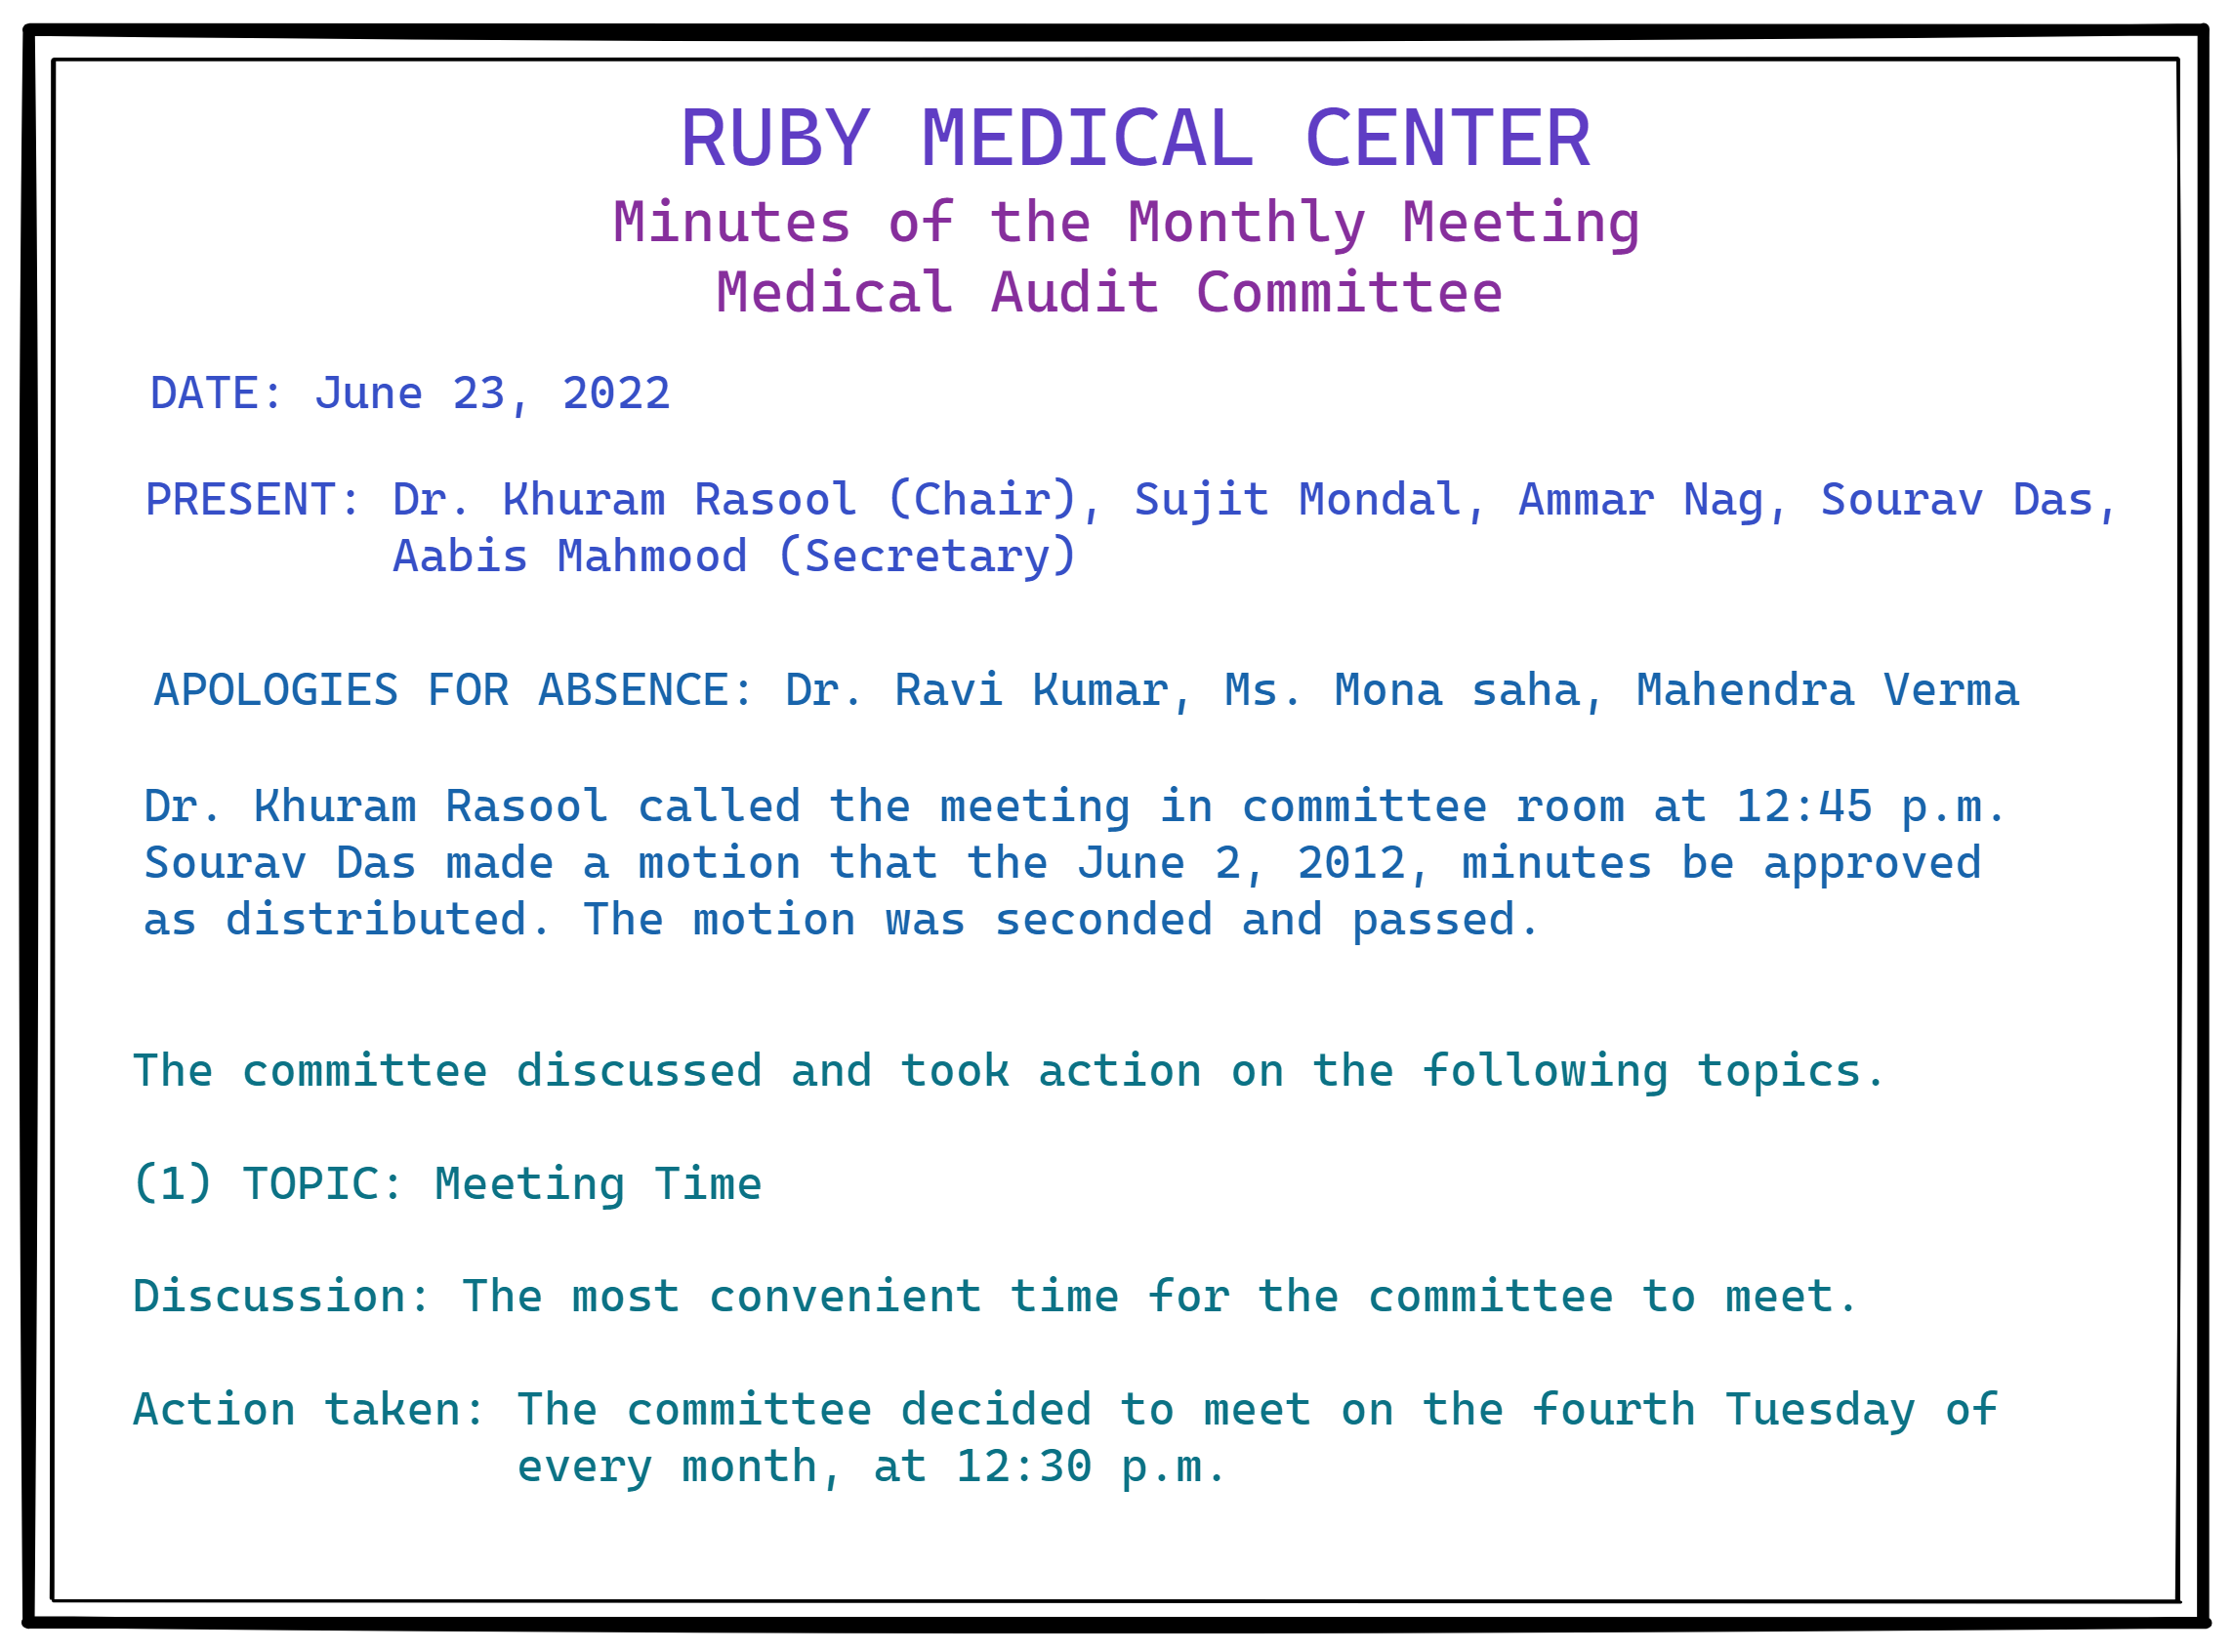 RUBY MEDICAL CENTER
Minutes of the Monthly Meeting
Medical Audit Committee
DATE: June 23, 2022
PRESENT: Dr. Khuram Rasool (Chair), Sujit Mondal, Ammar Nag, Sourav Das,
Aabis Mahmood (Secretary)
APOLOGIES FOR ABSENCE: Dr. Ravi Kumar, Ms. Mona saha, Mahendra Verma
Dr. Khuram Rasool called the meeting in committee room at 12:45 p.m.
Sourav Das made a motion that the June 2, 2012, minutes be approved
as distributed. The motion was seconded and passed.
The committee discussed and took action on the following topics.
(1) TOPIC: Meeting Time
Discussion: The most convenient time for the committee to meet.
Action taken: The committee decided to meet on the fourth Tuesday of
every month, at 12:30 p.m.